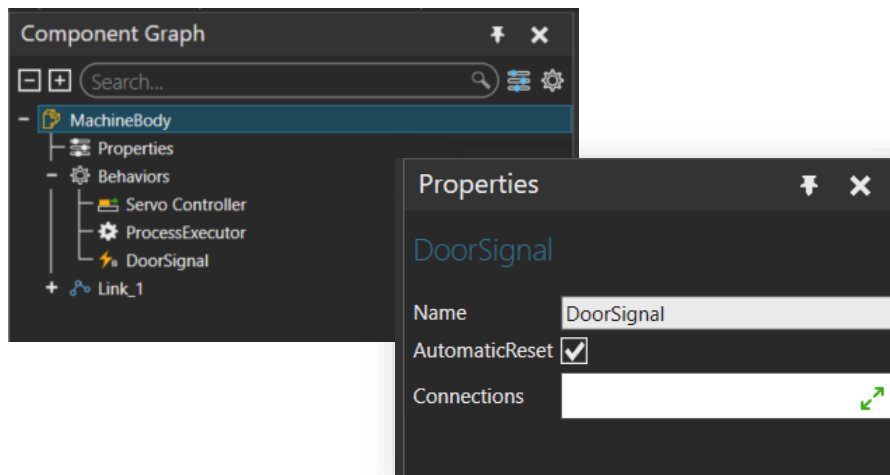 Component Graph
Search...
MachineBody
Properties
Behaviors
Servo Controller
ProcessExecutor
DoorSignal
Link_1
Properties
DoorSignal
Name DoorSignal
AutomaticReset
Connections